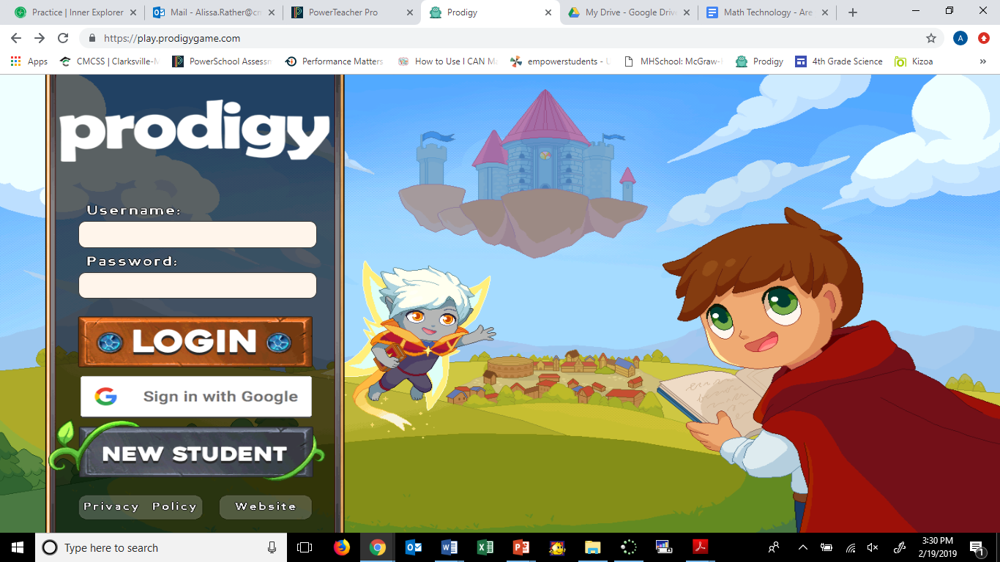 Practice | Inner Explorer
Mail - Alissa.Rather@cm
PowerTeacher Pro
Prodigy
My Drive - Google Drive
Math Technology - Are
https://play.prodigygame.com
A
Apps
CMCSS | Clarksville-M
PowerSchool Assessm
Performance Matters
How to Use I CAN Ma
empowerstudents - U
MHSchool: McGraw-H
Prodigy
4th Grade Science
Kizoa
»
prodigy
Username:
Password:
LOGIN
Sign in with Google
NEW STUDENT
Privacy Policy
Website
Type here to search
3:30 PM
2/19/2019
1